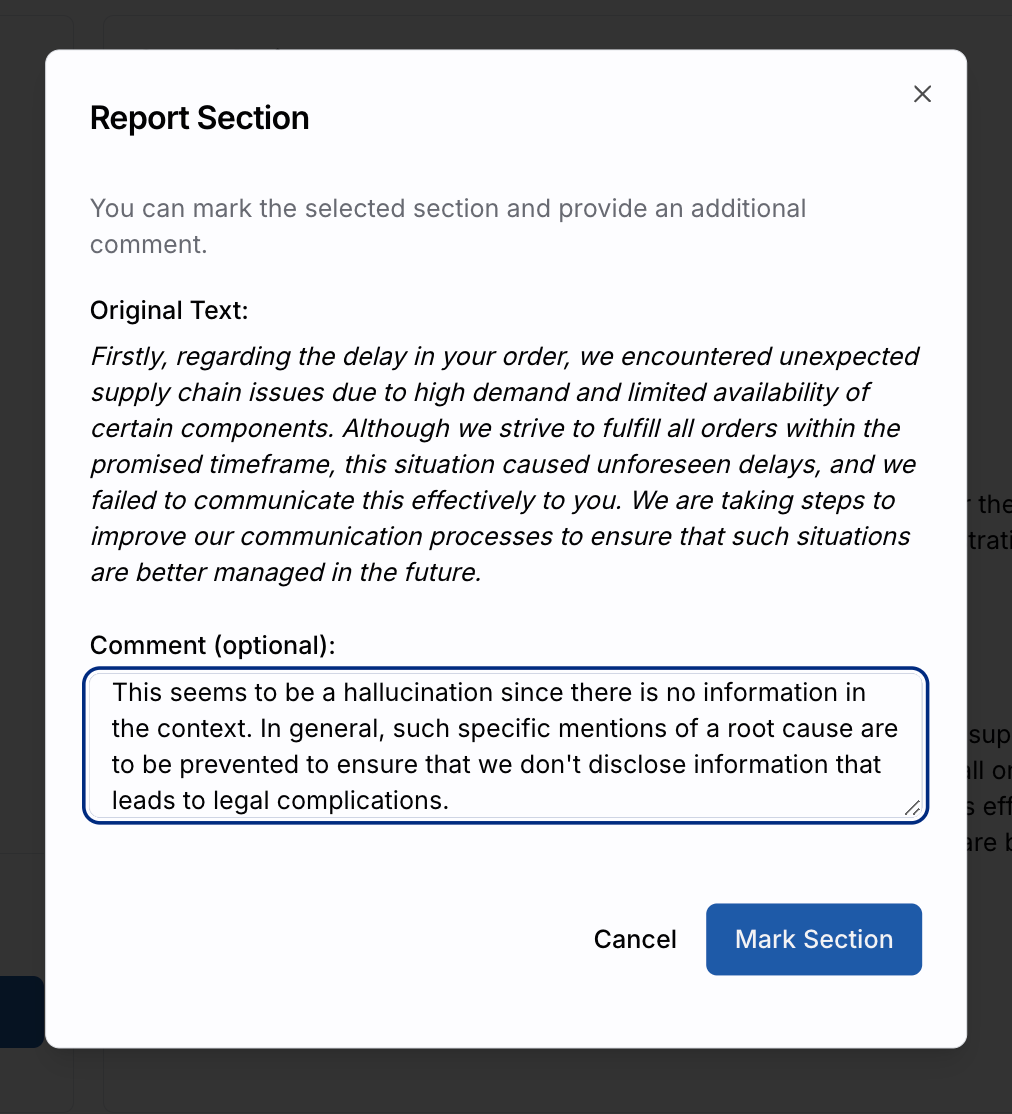 Report Section
You can mark the selected section and provide an additional
comment.
Original Text:
Firstly, regarding the delay in your order, we encountered unexpected
supply chain issues due to high demand and limited availability of
certain components. Although we strive to fulfill all orders within the
promised timeframe, this situation caused unforeseen delays, and we
failed to communicate this effectively to you. We are taking steps to
improve our communication processes to ensure that such situations
are better managed in the future.
Comment (optional):
This seems to be a hallucination since there is no information in
the context. In general, such specific mentions of a root cause are
to be prevented to ensure that we don't disclose information that
leads to legal complications.
Cancel
Mark Section